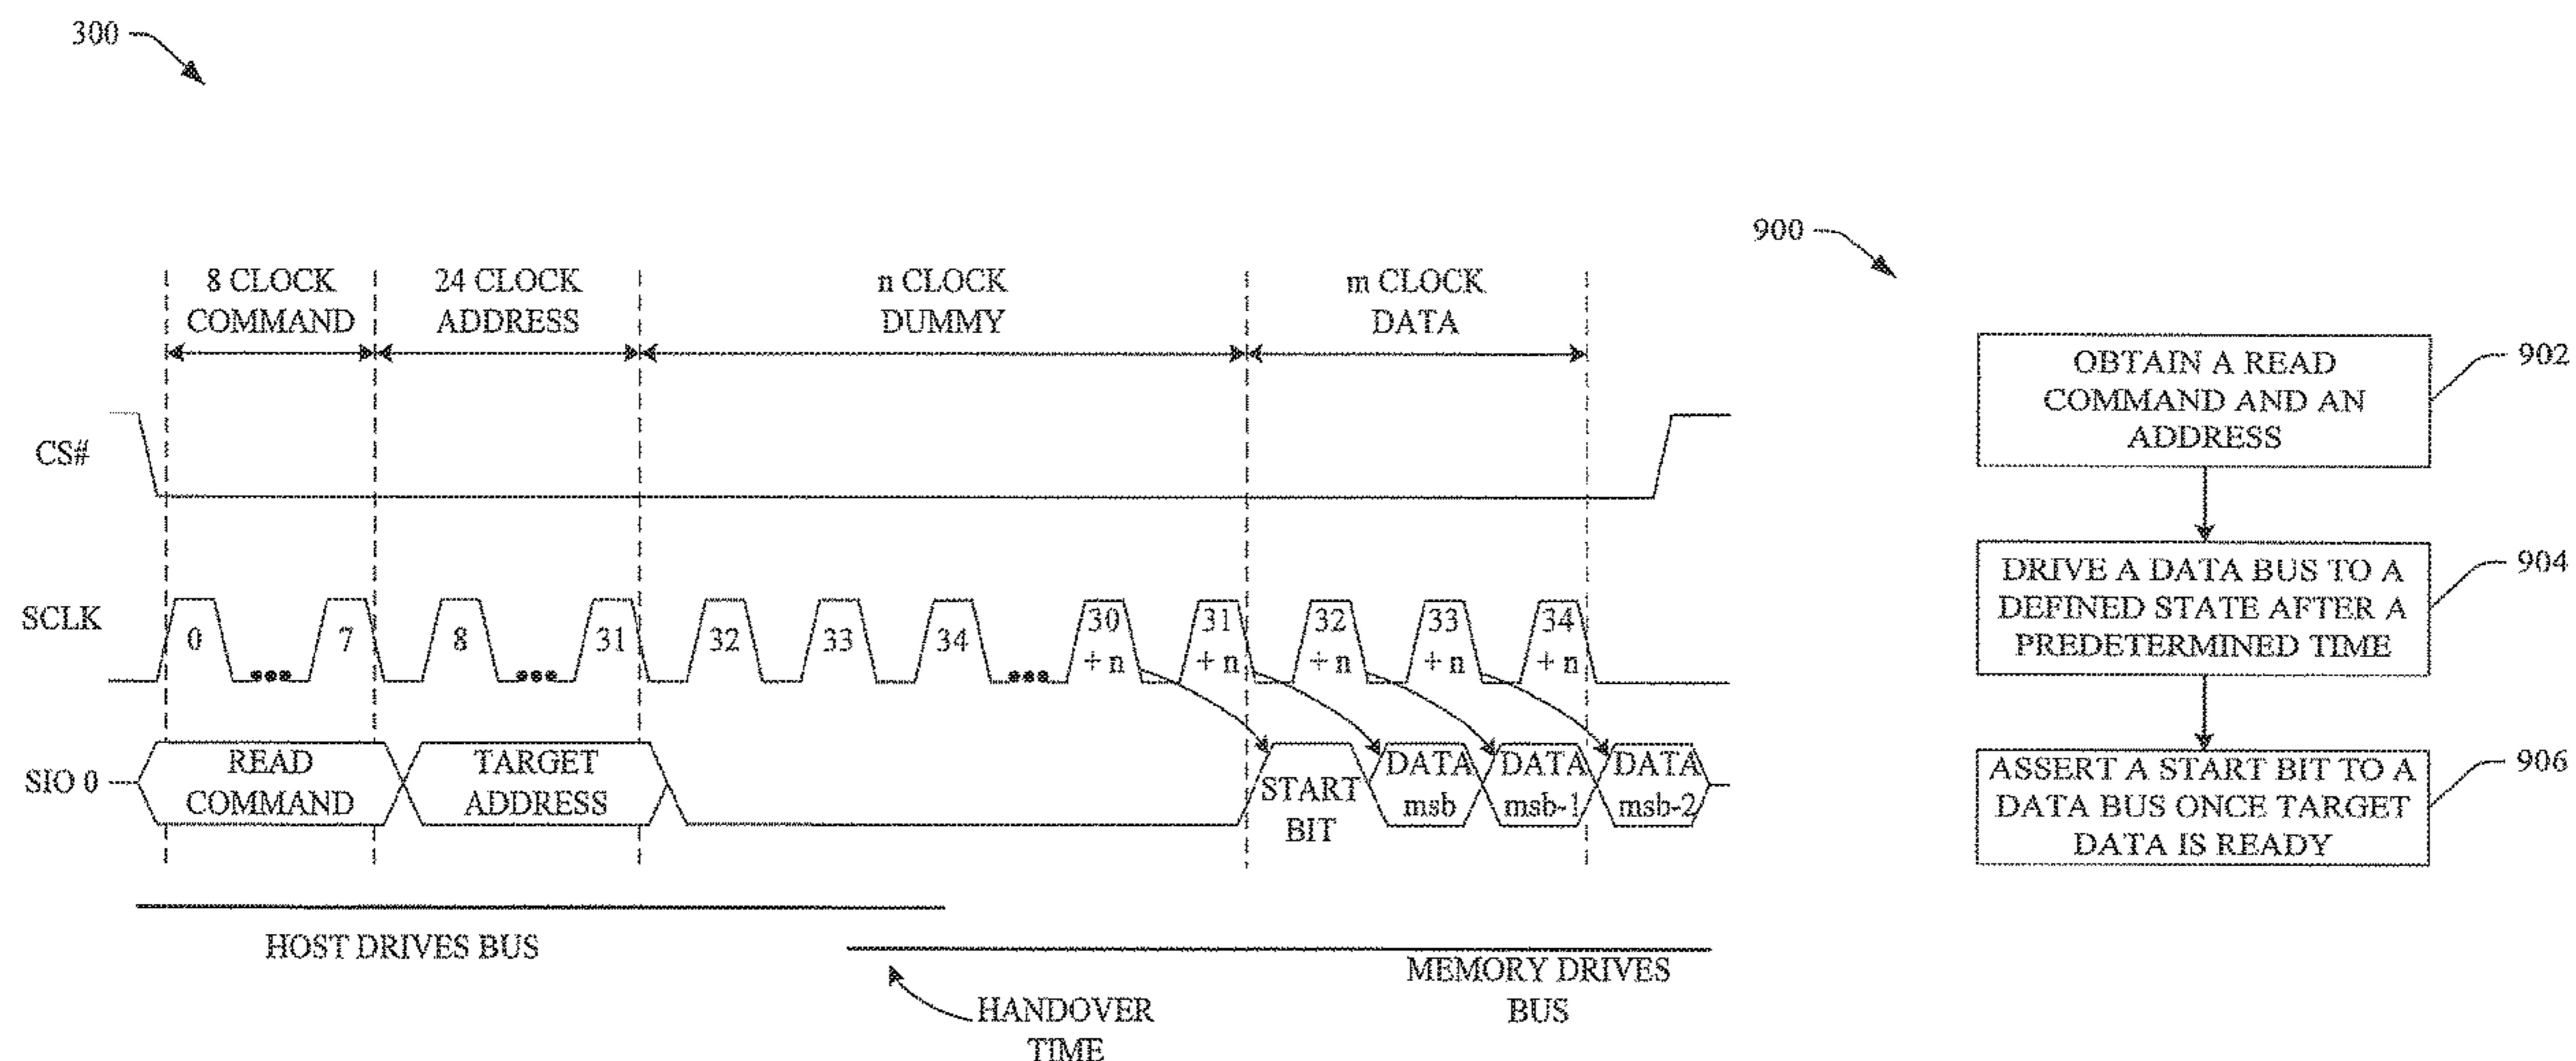 300
900
8 CLOCK
COMMAND
24 CLOCK
ADDRESS
n CLOCK
DUMMY
m CLOCK
DATA
CS#
SCLK
0
•••
7
8
•••
31
32
33
34
•••
30
+ n
31
+ n
32
+ n
33
+ n
34
+ n
SIO 0
READ
COMMAND
TARGET
ADDRESS
START
BIT
DATA
msb
DATA
msb-1
DATA
msb-2
HOST DRIVES BUS
MEMORY DRIVES
BUS
HANDOVER
TIME
OBTAIN A READ
COMMAND AND AN
ADDRESS
902
DRIVE A DATA BUS TO A
DEFINED STATE AFTER A
PREDETERMINED TIME
904
ASSERT A START BIT TO A
DATA BUS ONCE TARGET
DATA IS READY
906